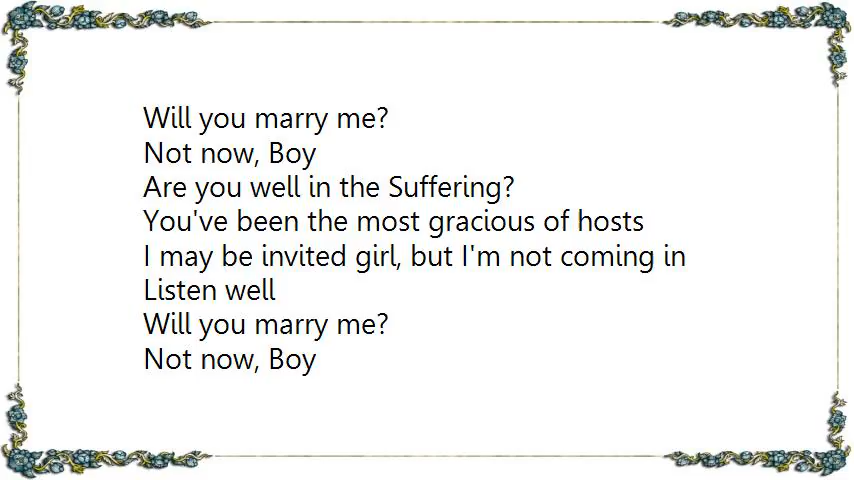 Will you marry me?
Not now, Boy
Are you well in the Suffering?
You've been the most gracious of hosts
I may be invited girl, but I'm not coming in
Listen well
Will you marry me?
Not now, Boy